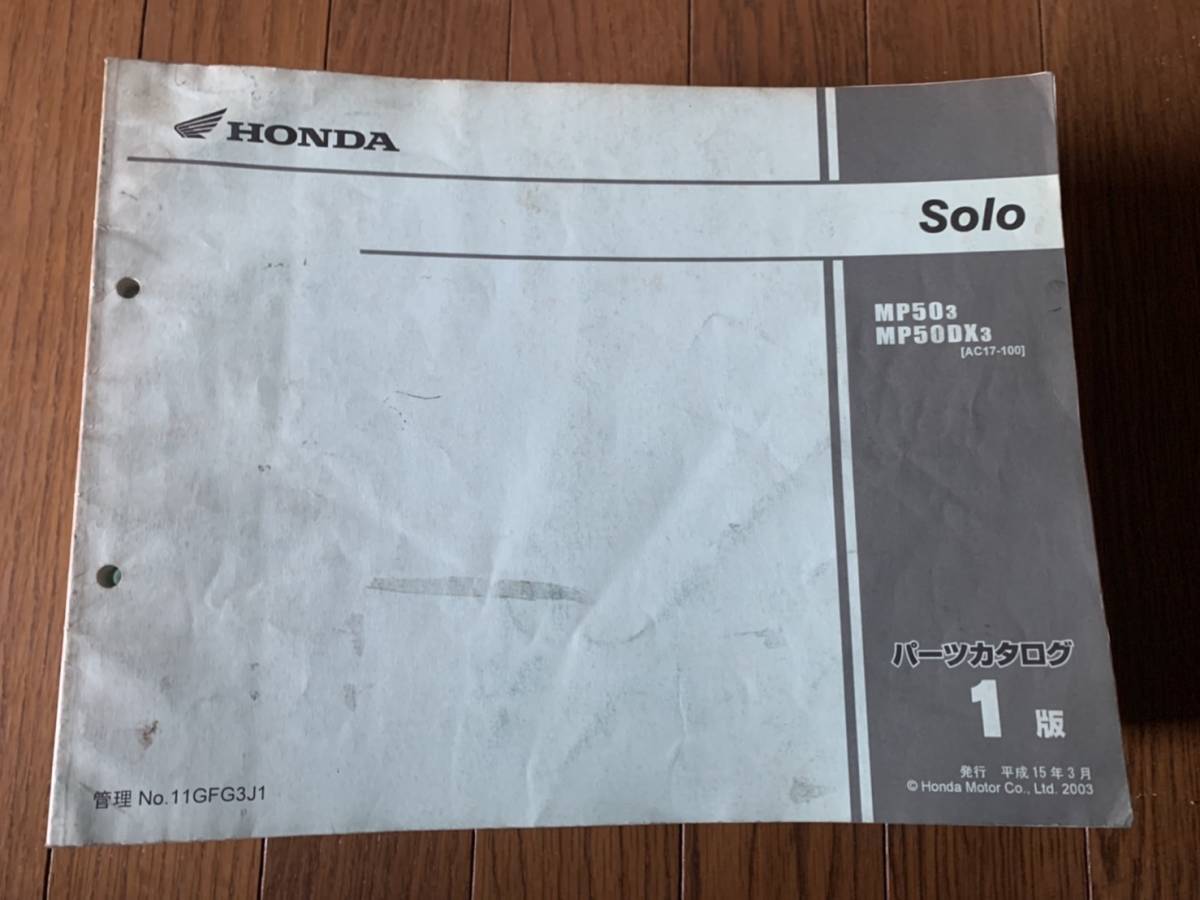 HONDA
Solo
MP503
MP50DX3
[AC17-100]
パーツカタログ
1 版
発行 平成15年3月
© Honda Motor Co., Ltd. 2003
管理 No.11GFG3J1